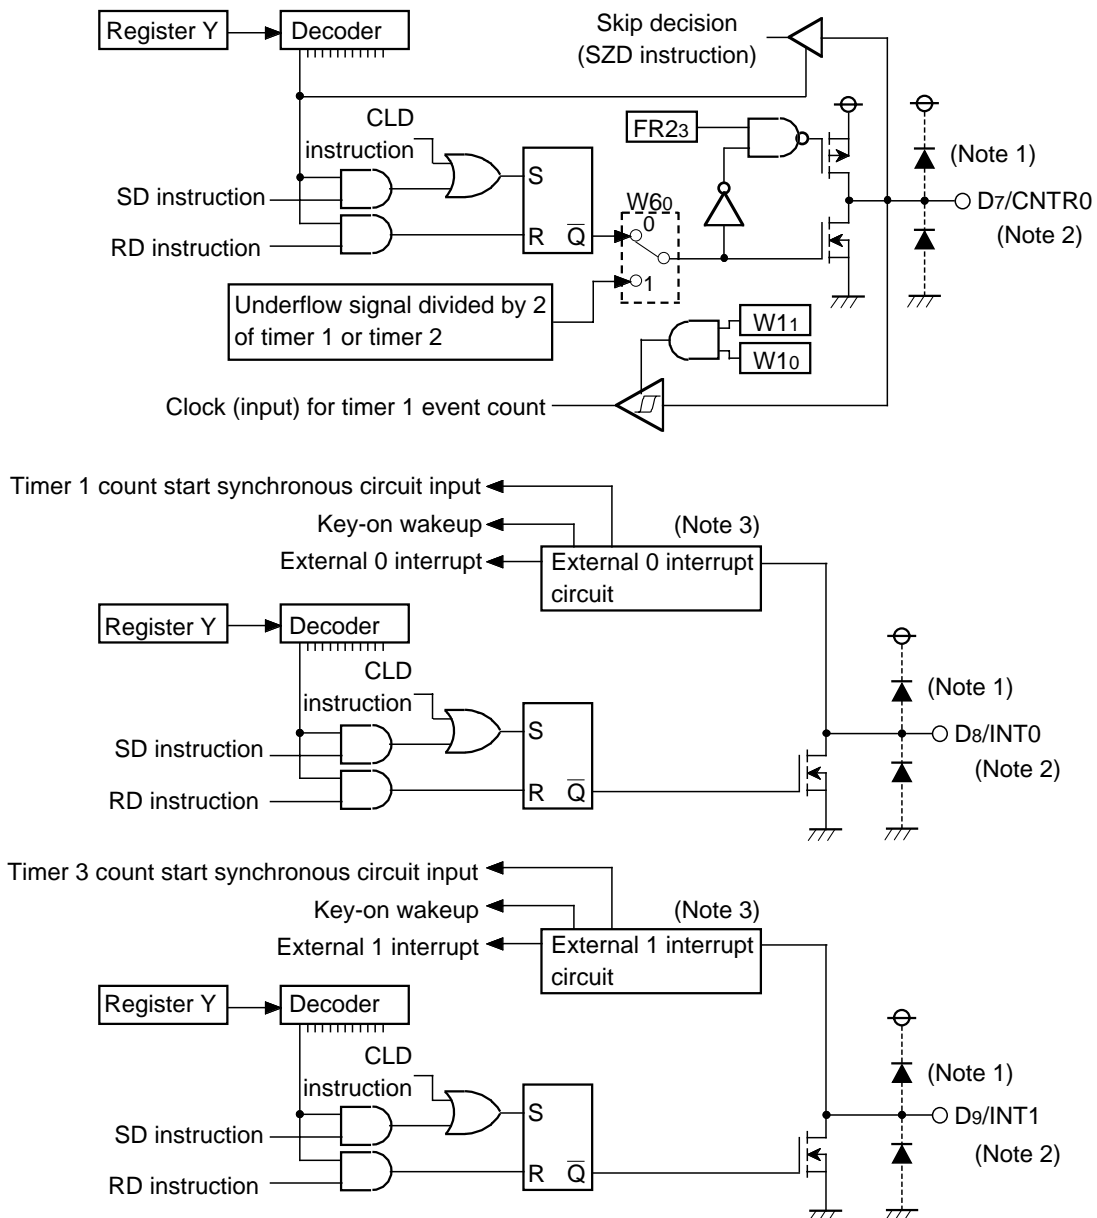 Register Y
Decoder
Skip decision
(SZD instruction)
CLD
instruction
FR23
(Note 1)
SD instruction
S
W60
0
D7/CNTR0
(Note 2)
RD instruction
R
Q
1
Underflow signal divided by 2
of timer 1 or timer 2
W11
W10
Clock (input) for timer 1 event count
Timer 1 count start synchronous circuit input
Key-on wakeup
(Note 3)
External 0 interrupt
External 0 interrupt
circuit
Register Y
Decoder
CLD
instruction
(Note 1)
SD instruction
S
D8/INT0
(Note 2)
RD instruction
R
Q
Timer 3 count start synchronous circuit input
Key-on wakeup
(Note 3)
External 1 interrupt
External 1 interrupt
circuit
Register Y
Decoder
CLD
instruction
(Note 1)
SD instruction
S
D9/INT1
(Note 2)
RD instruction
R
Q